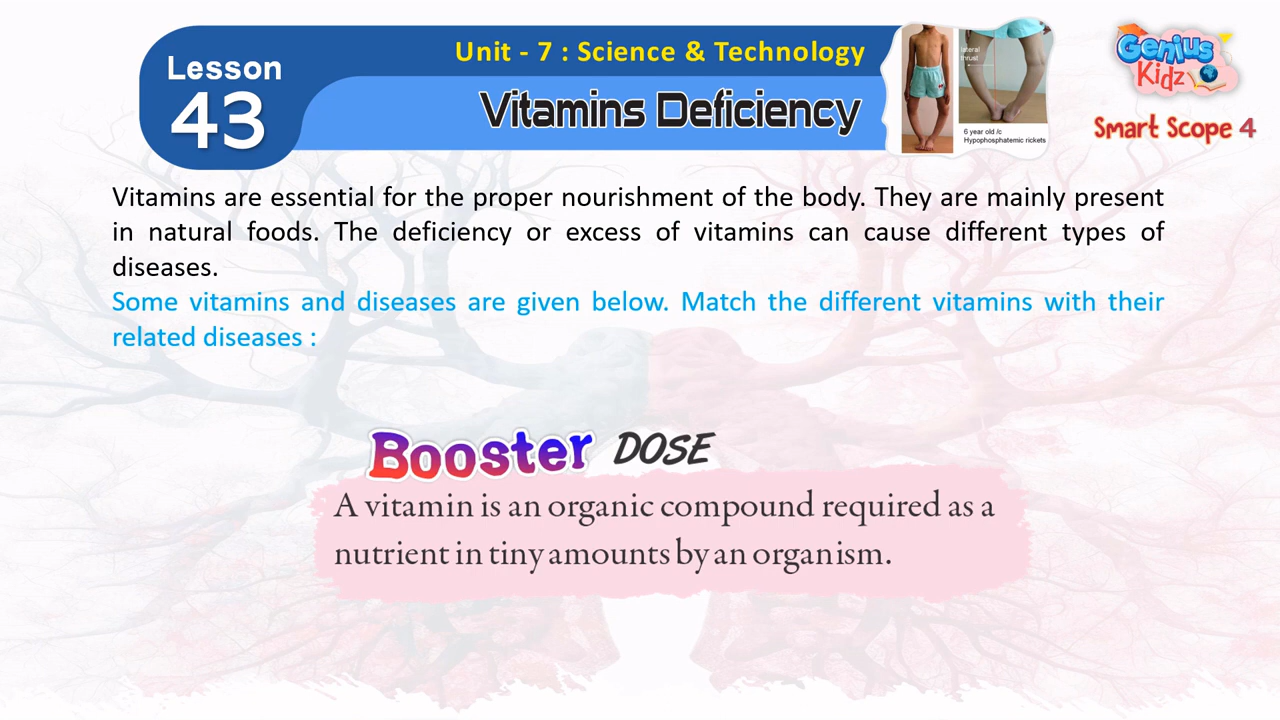 Lesson
43
Unit - 7 : Science & Technology
Vitamins Deficiency
lateral
thrust
6 year old /c
Hypophosphatemic rickets
Genius
Kidz
Smart Scope 4
Vitamins are essential for the proper nourishment of the body. They are mainly present
in natural foods. The deficiency or excess of vitamins can cause different types of
diseases.
Some vitamins and diseases are given below. Match the different vitamins with their
related diseases :
Booster DOSE
A vitamin is an organic compound required as a
nutrient in tiny amounts by an organism.